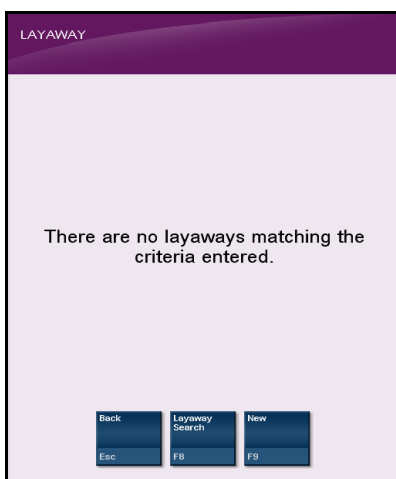 LAYAWAY
There are no layaways matching the
criteria entered.
Back
Esc
Layaway
Search
F8
New
F9